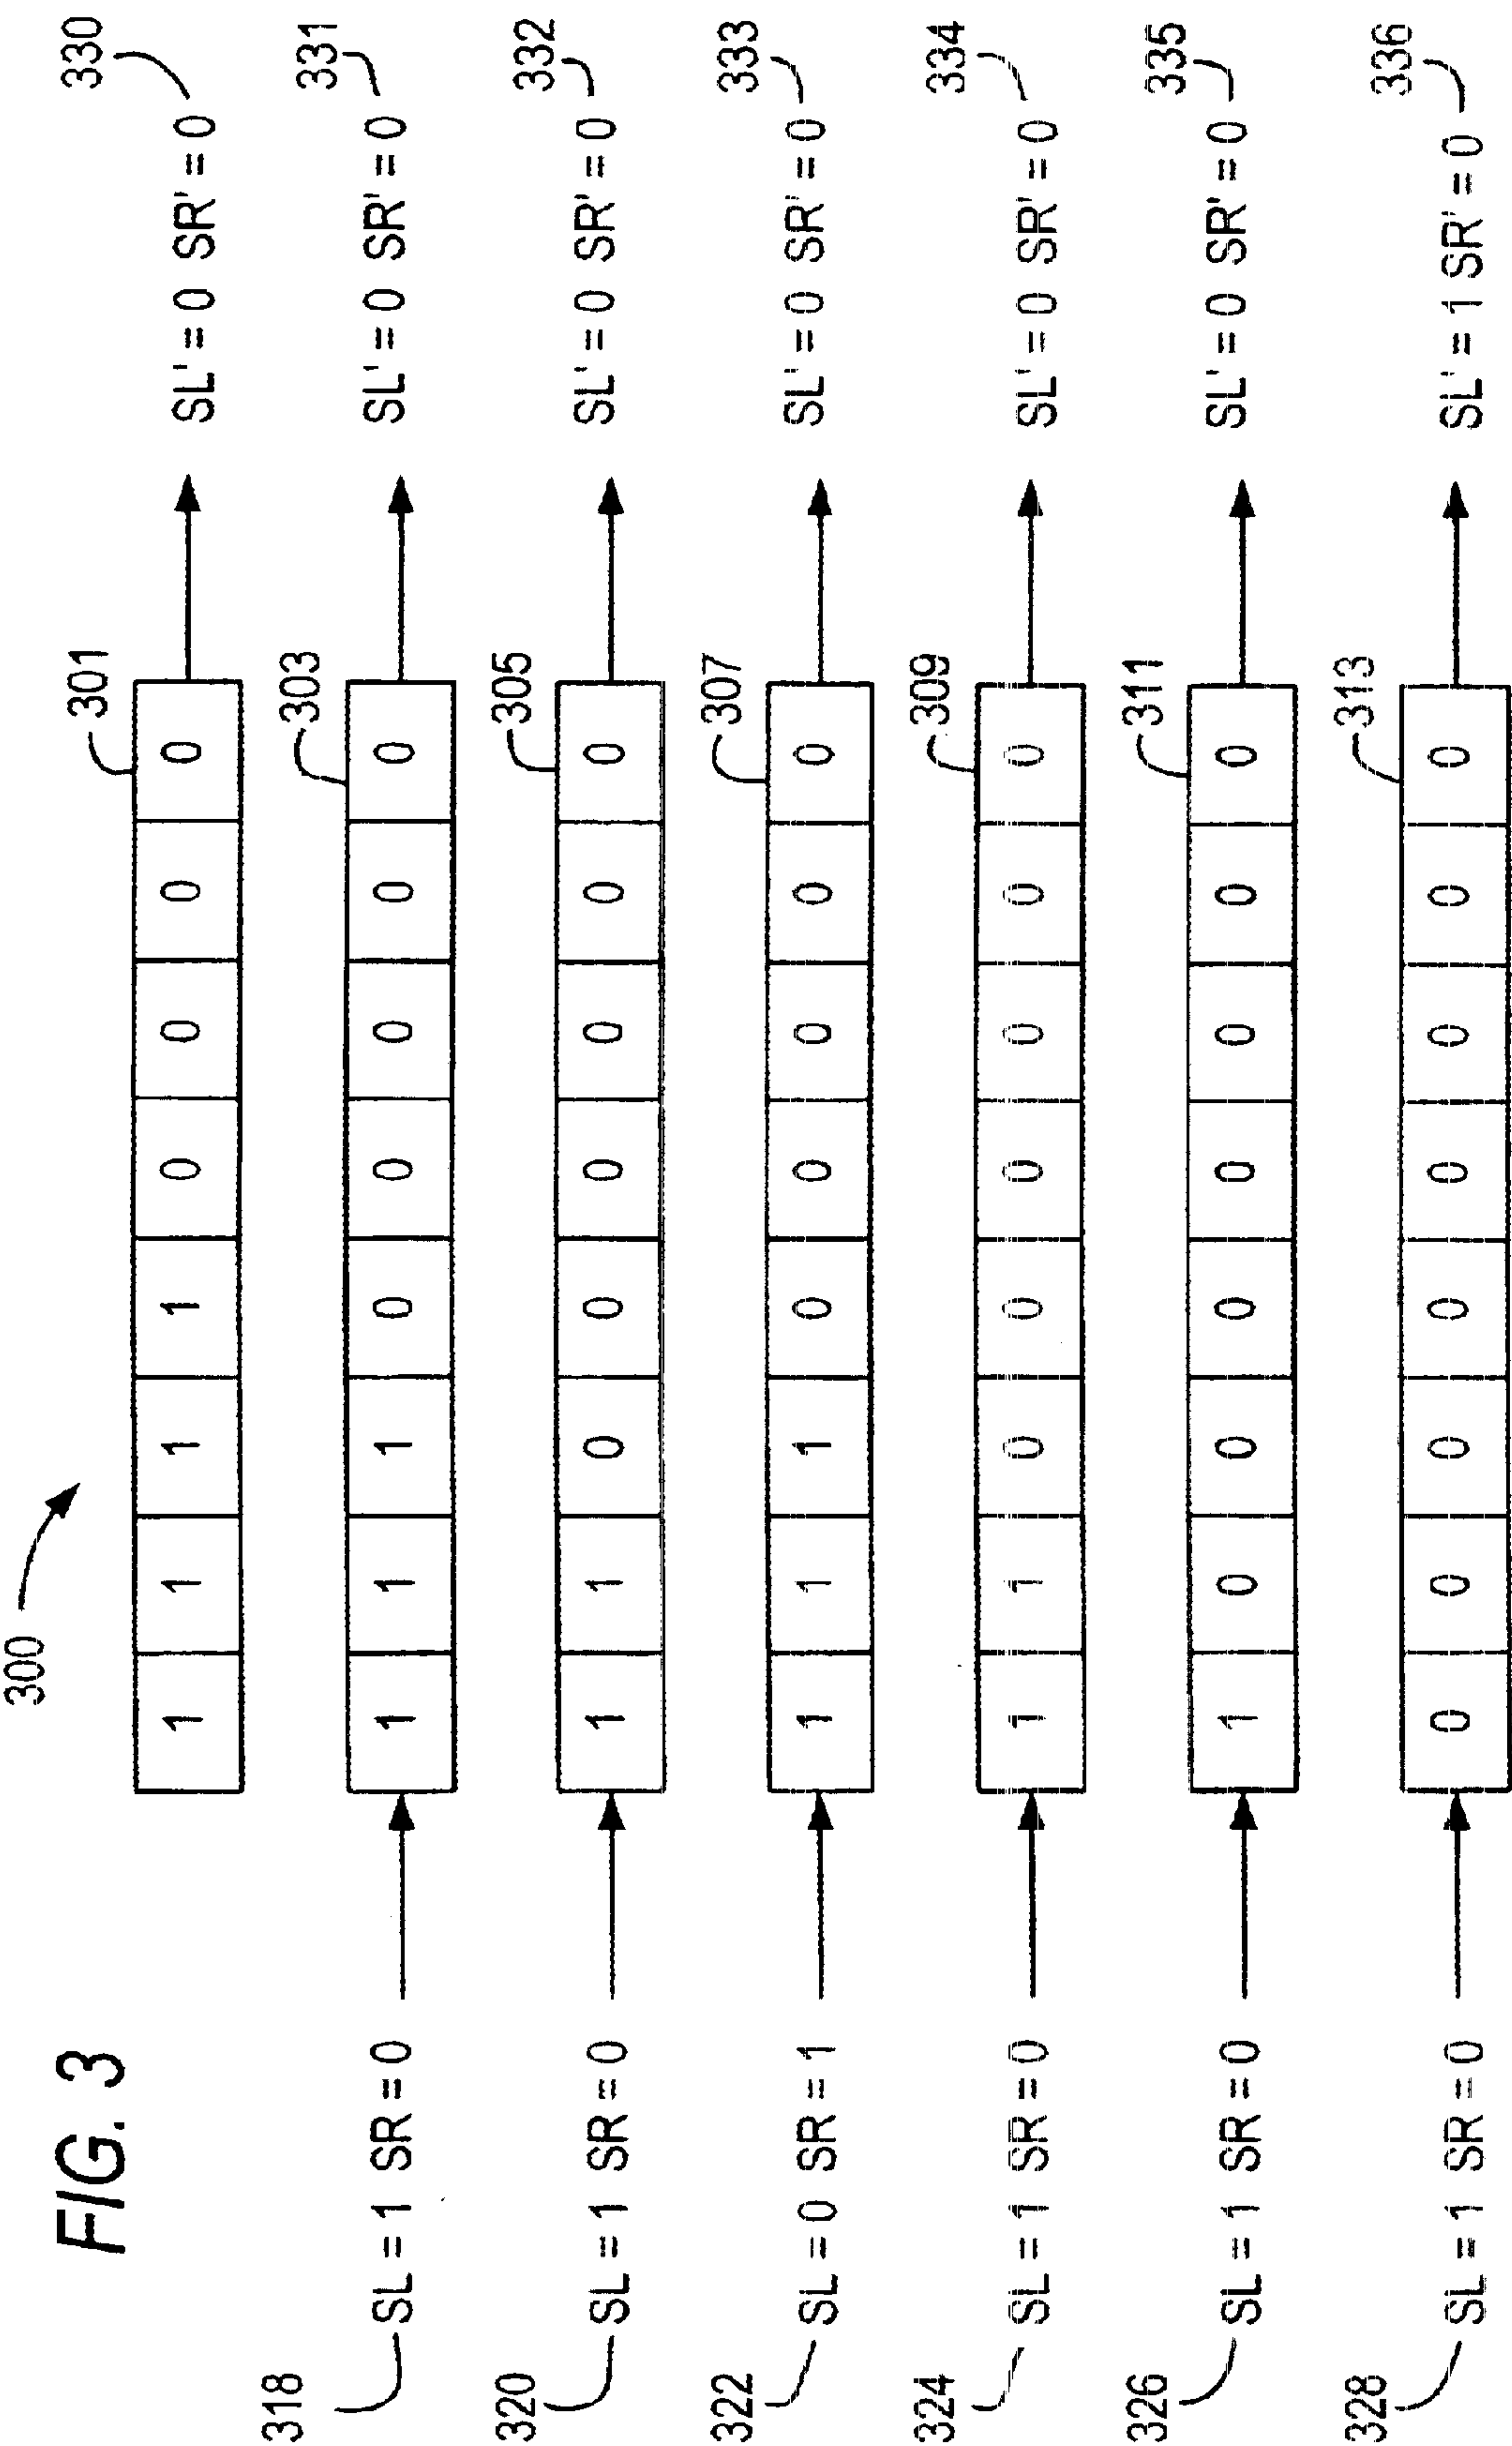 300
FIG. 3 301 330
1 1 1 1 0 0 0 0 SL' = 0 SR' = 0
318 303 331
SL = 1 SR = 0 1 1 1 0 0 0 0 0 SL' = 0 SR' = 0
320 305 332
SL = 1 SR = 0 1 1 0 0 0 0 0 0 SL' = 0 SR' = 0
322 307 333
SL = 0 SR = 1 1 1 1 0 0 0 0 0 SL' = 0 SR' = 0
324 309 334
SL = 1 SR = 0 1 1 0 0 0 0 0 0 SL' = 0 SR' = 0
326 311 335
SL = 1 SR = 0 1 0 0 0 0 0 0 0 SL' = 0 SR' = 0
328 313 336
SL = 1 SR = 0 0 0 0 0 0 0 0 0 SL' = 1 SR' = 0